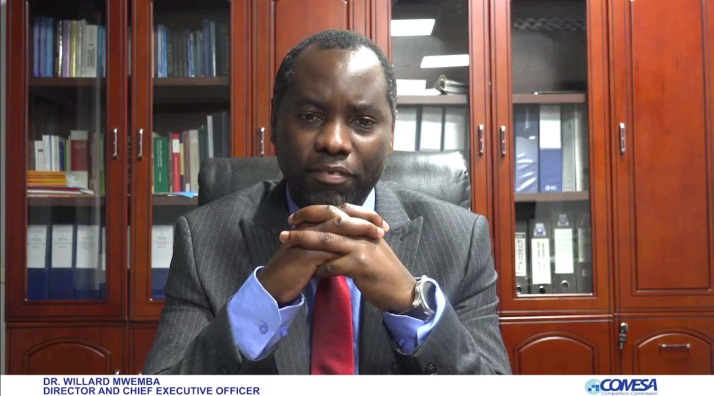 DR. WILLARD MWEMBA
DIRECTOR AND CHIEF EXECUTIVE OFFICER
COMESA
Competition Commission